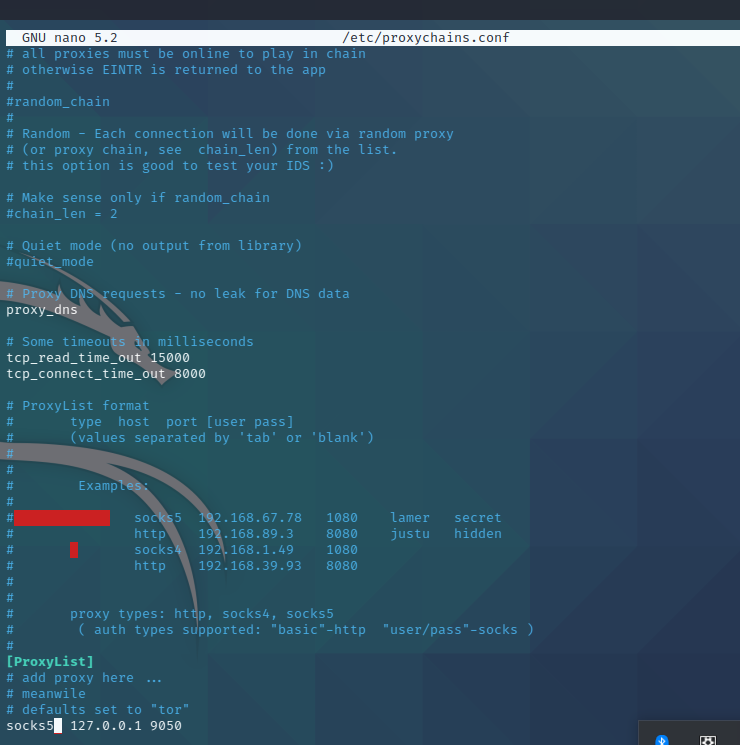 GNU nano 5.2 /etc/proxychains.conf
# all proxies must be online to play in chain
# otherwise EINTR is returned to the app
#
#random_chain
#
# Random - Each connection will be done via random proxy
# (or proxy chain, see  chain_len) from the list.
# this option is good to test your IDS :)

# Make sense only if random_chain
#chain_len = 2

# Quiet mode (no output from library)
#quiet_mode

# Proxy DNS requests - no leak for DNS data
proxy_dns

# Some timeouts in milliseconds
tcp_read_time_out 15000
tcp_connect_time_out 8000

# ProxyList format
#       type  host  port [user pass]
#       (values separated by 'tab' or 'blank')
#
#
#        Examples:
#
#               socks5  192.168.67.78   1080    lamer   secret
#               http    192.168.89.3    8080    justu   hidden
#               socks4  192.168.1.49    1080
#               http    192.168.39.93   8080
#
#
#       proxy types: http, socks4, socks5
#        ( auth types supported: "basic"-http  "user/pass"-socks )
#
[ProxyList]
# add proxy here ...
# meanwile
# defaults set to "tor"
socks5 127.0.0.1 9050